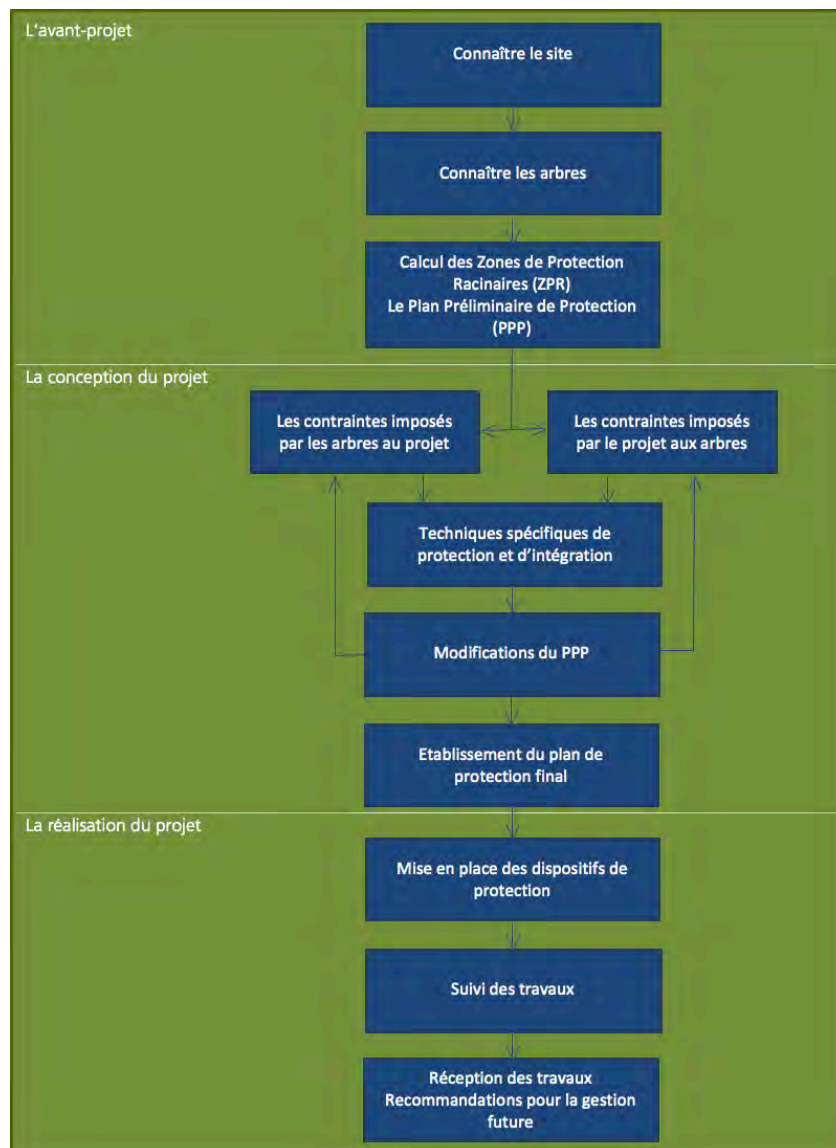 L'avant-projet
Connaître le site
Connaître les arbres
Calcul des Zones de Protection
Racinaires (ZPR)
Le Plan Préliminaire de Protection
(PPP)
La conception du projet
Les contraintes imposés
par les arbres au projet
Les contraintes imposés
par le projet aux arbres
Techniques spécifiques de
protection et d'intégration
Modifications du PPP
Etablissement du plan de
protection final
La réalisation du projet
Mise en place des dispositifs de
protection
Suivi des travaux
Réception des travaux
Recommandations pour la gestion
future